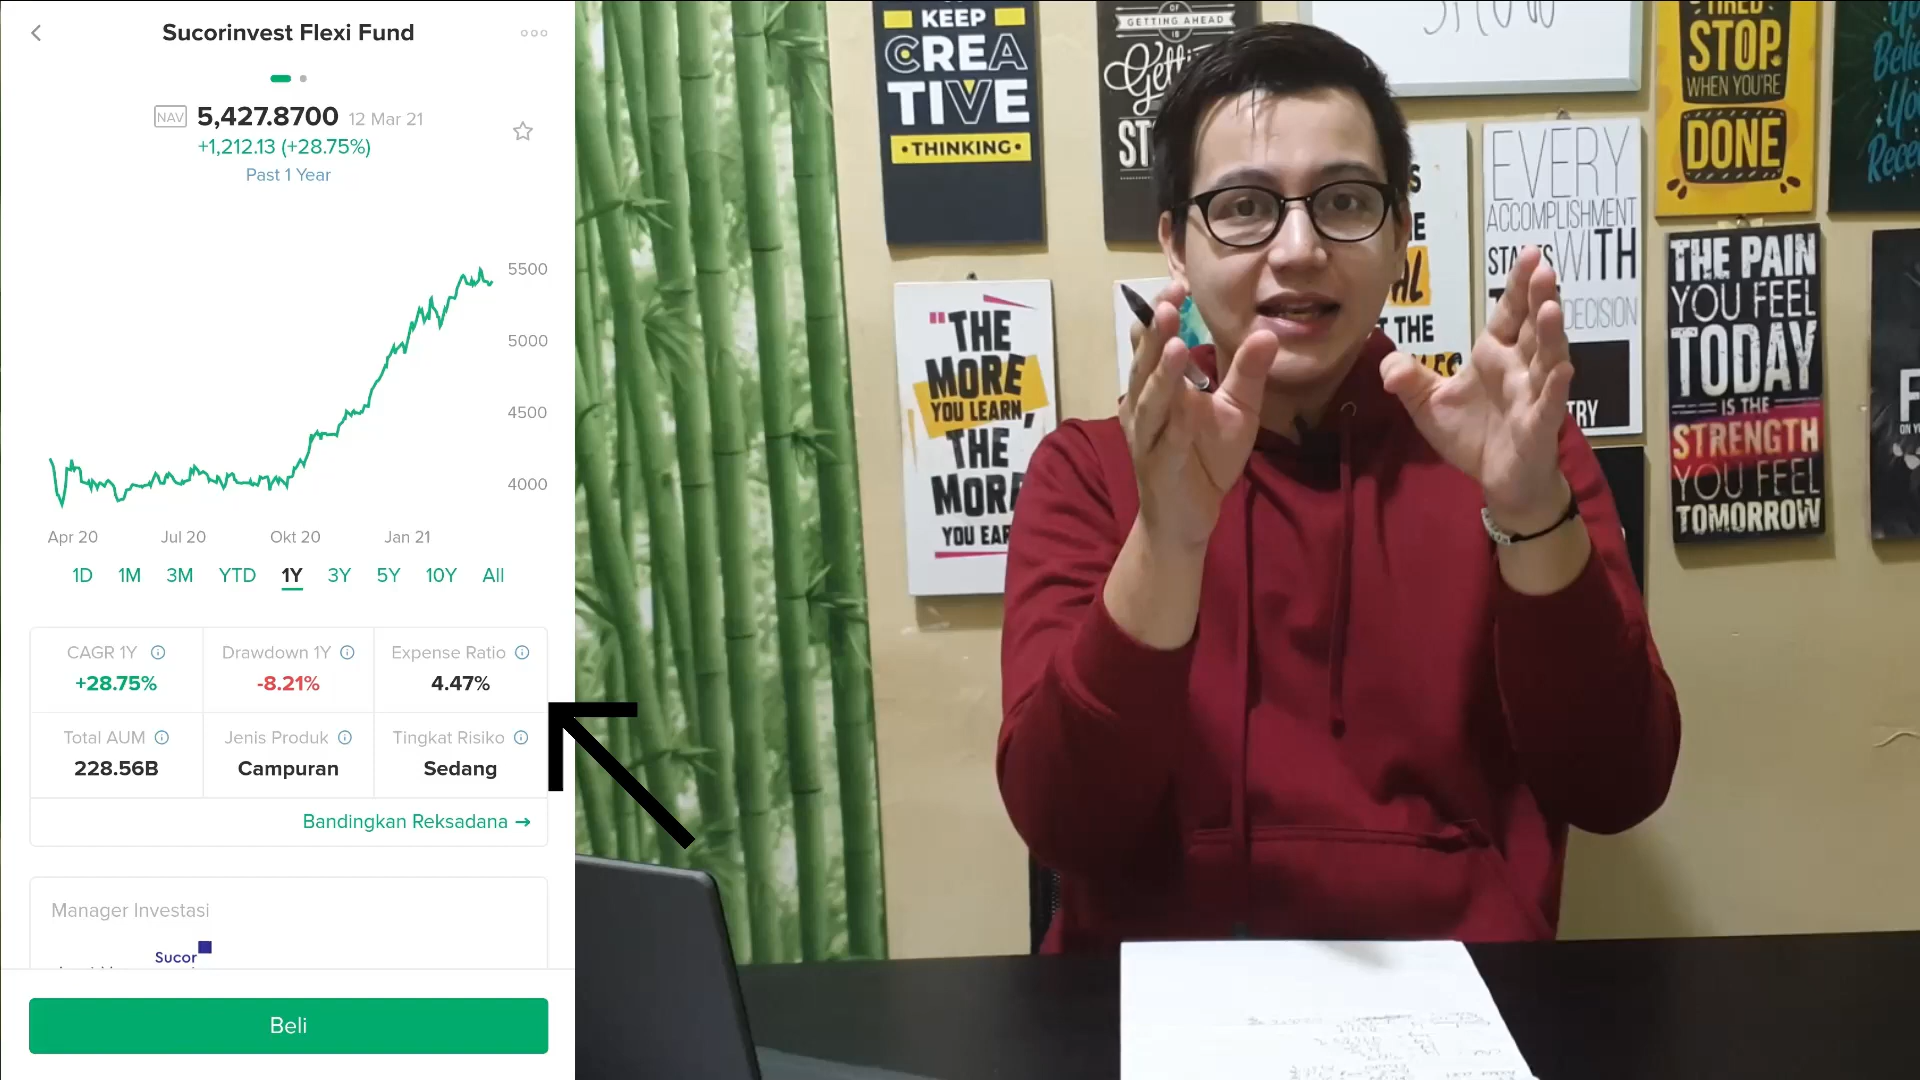 Sucorinvest Flexi Fund
NAV 5,427.8700 12 Mar 21
+1,212.13 (+28.75%)
Past 1 Year
5500
5000
4500
4000
Apr 20 Jul 20 Okt 20 Jan 21
1D 1M 3M YTD 1Y 3Y 5Y 10Y All
CAGR 1Y Drawdown 1Y Expense Ratio
+28.75% -8.21% 4.47%
Total AUM Jenis Produk Tingkat Risiko
228.56B Campuran Sedang
Bandingkan Reksadana →
Manager Investasi
Sucor
Beli
KEEP
CREA
TIVE
•THINKING•
OF
GETTING AHEAD
IS
"THE
MORE
YOU LEARN,
THE
THE
EVERY
ACCOMPLISHMENT
WITH
DECISION
TRY
TIRED
STOP
WHEN YOU'RE
DONE
THE PAIN
YOU FEEL
TODAY
IS THE
STRENGTH
YOU FEEL
TOMORROW